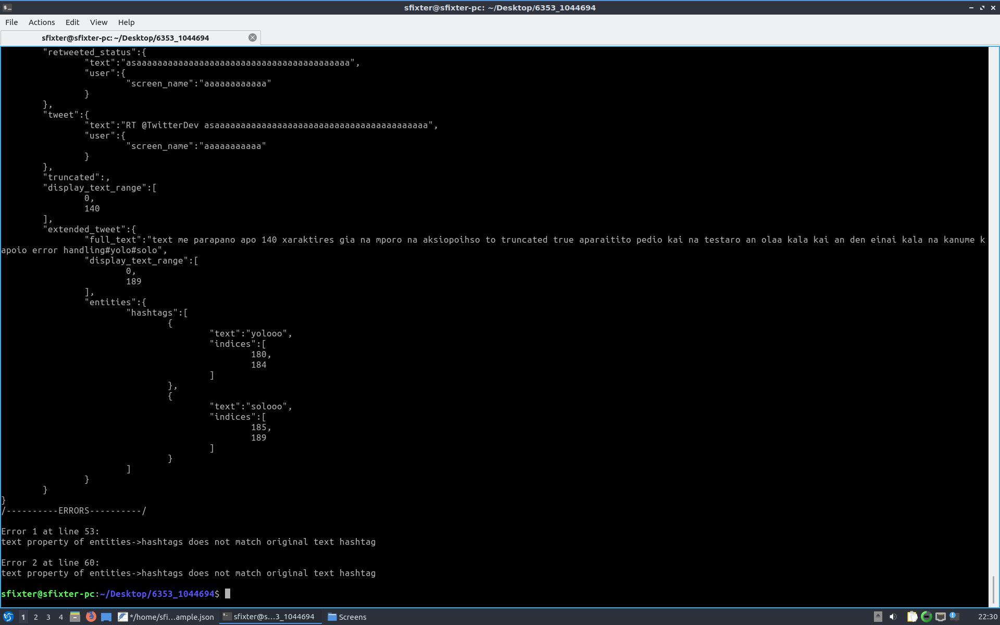 sfixter@sfixter-pc: ~/Desktop/6353_1044694
File Actions Edit View Help
sfixter@sfixter-pc: ~/Desktop/6353_1044694
"retweeted_status":{
"text":"asaaaaaaaaaaaaaaaaaaaaaaaaaaaaaaaaaaaaaaaaa",
"user":{
"screen_name":"aaaaaaaaaaaa"
}
},
"tweet":{
"text":"RT @TwitterDev asaaaaaaaaaaaaaaaaaaaaaaaaaaaaaaaaaaaaaaaaa",
"user":{
"screen_name":"aaaaaaaaaaa"
}
},
"truncated":,
"display_text_range":[
0,
140
],
"extended_tweet":{
"full_text":"text me parapano apo 140 xaraktires gia na mporo na aksiopoihso to truncated true aparaitito pedio kai na testaro an olaa kala kai an den einai kala na kanume k
apoio error handling#yolo#solo",
"display_text_range":[
0,
189
],
"entities":{
"hashtags":[
{
"text":"yolooo",
"indices":[
180,
184
]
},
{
"text":"solooo",
"indices":[
185,
189
]
}
]
}
}
}
/----------ERRORS----------/
Error 1 at line 53:
text property of entities->hashtags does not match original text hashtag
Error 2 at line 60:
text property of entities->hashtags does not match original text hashtag
sfixter@sfixter-pc:~/Desktop/6353_1044694$
1 2 3 4 */home/sfi...ample.json sfixter@s...3_1044694 Screens 22:30